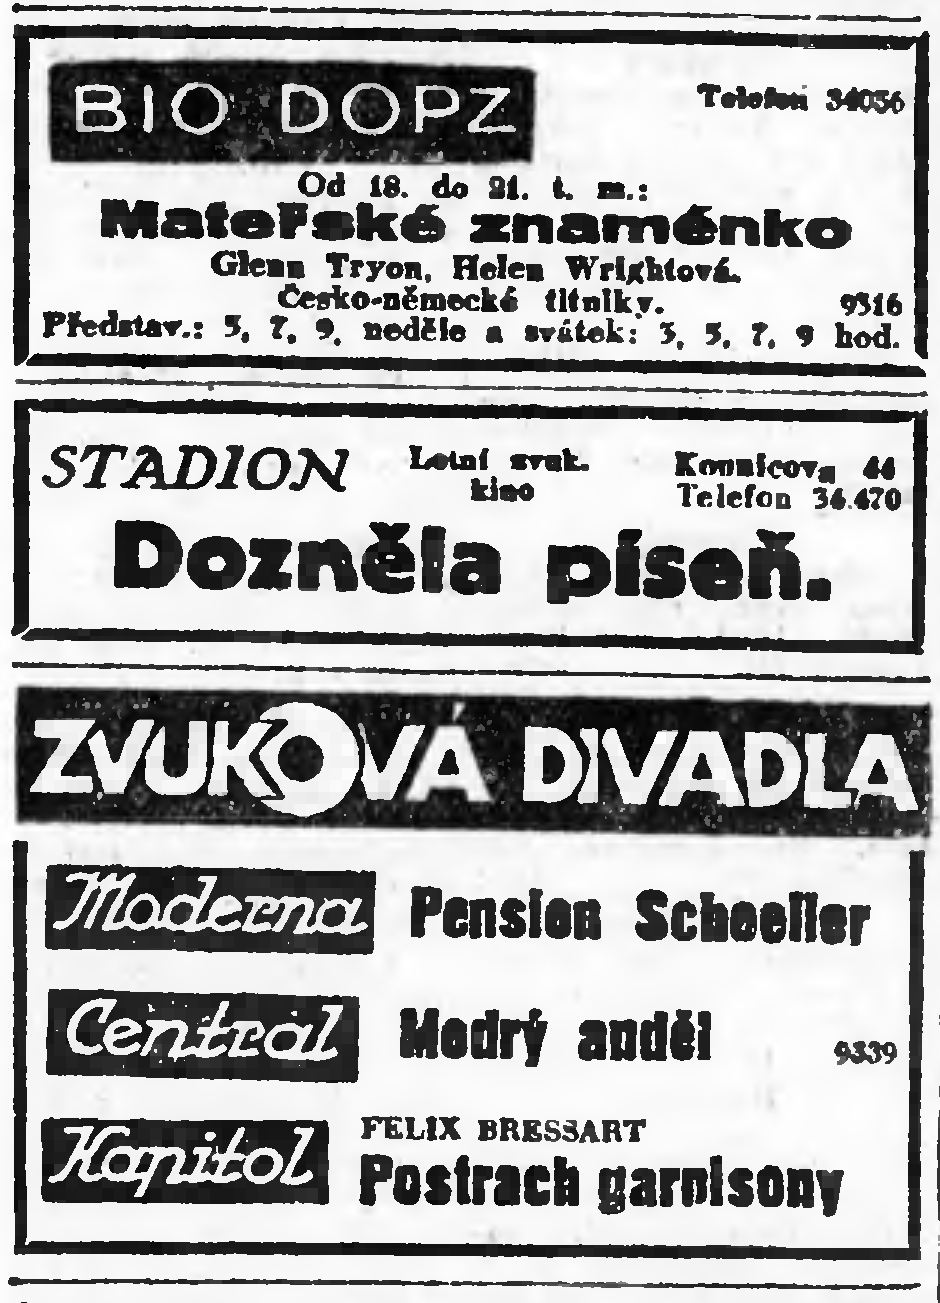 BIO DOPZ
Telefon 34056
Od 18. do 21. t. m.:
Mateřské znaménko
Glenn Tryon, Helen Wrightová.
Česko-německé titulky.
9316
Představ.: 5, 7, 9, neděle a svátek: 3, 5, 7, 9 hod.
STADION
Letní zvuk.
kino
Kounicova 44
Telefon 34.470
Dozněla píseň.
ZVUKOVÁ DIVADLA
Moderna
Pension Schoeller
Centrál
Modrý anděl
9339
Kapitol
FELIX BRESSART
Postrach garnisony